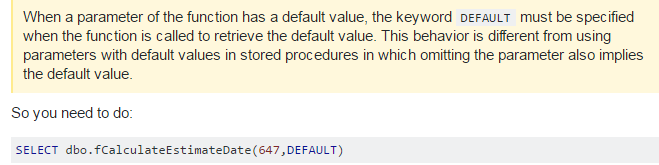 When a parameter of the function has a default value, the keyword DEFAULT must be specified
when the function is called to retrieve the default value. This behavior is different from using
parameters with default values in stored procedures in which omitting the parameter also implies
the default value.
So you need to do:
SELECT dbo.fCalculateEstimateDate(647,DEFAULT)